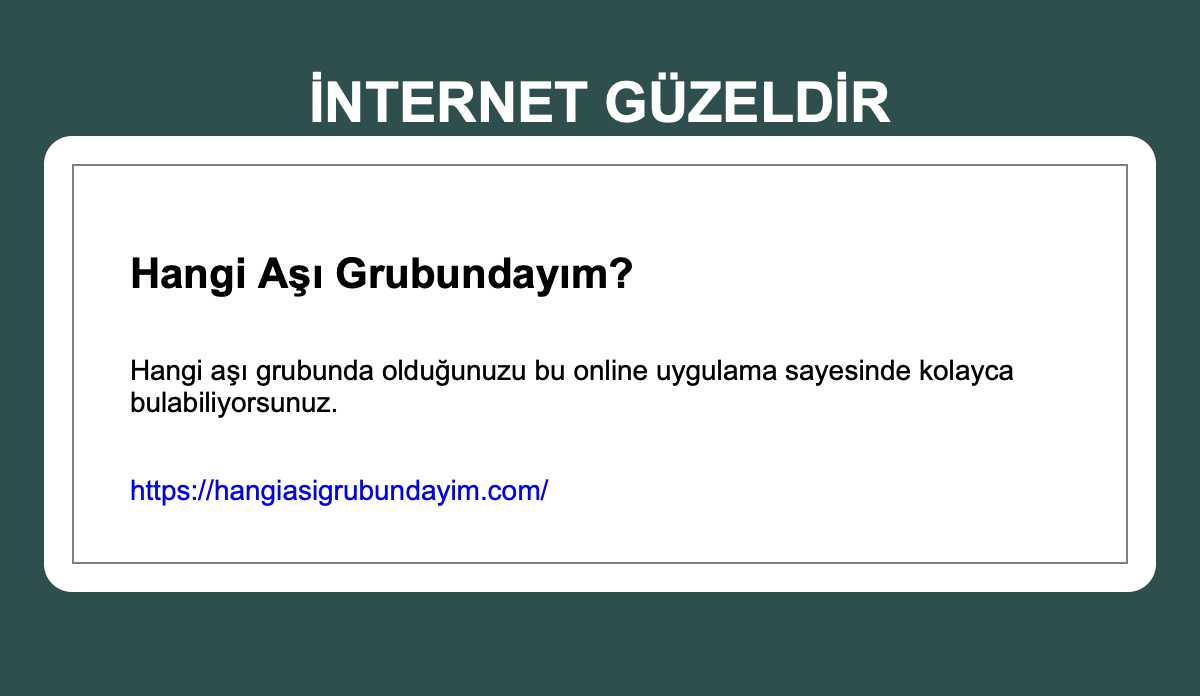 İNTERNET GÜZELDİR
Hangi Aşı Grubundayım?
Hangi aşı grubunda olduğunuzu bu online uygulama sayesinde kolayca
bulabiliyorsunuz.
https://hangiasigrubundayim.com/